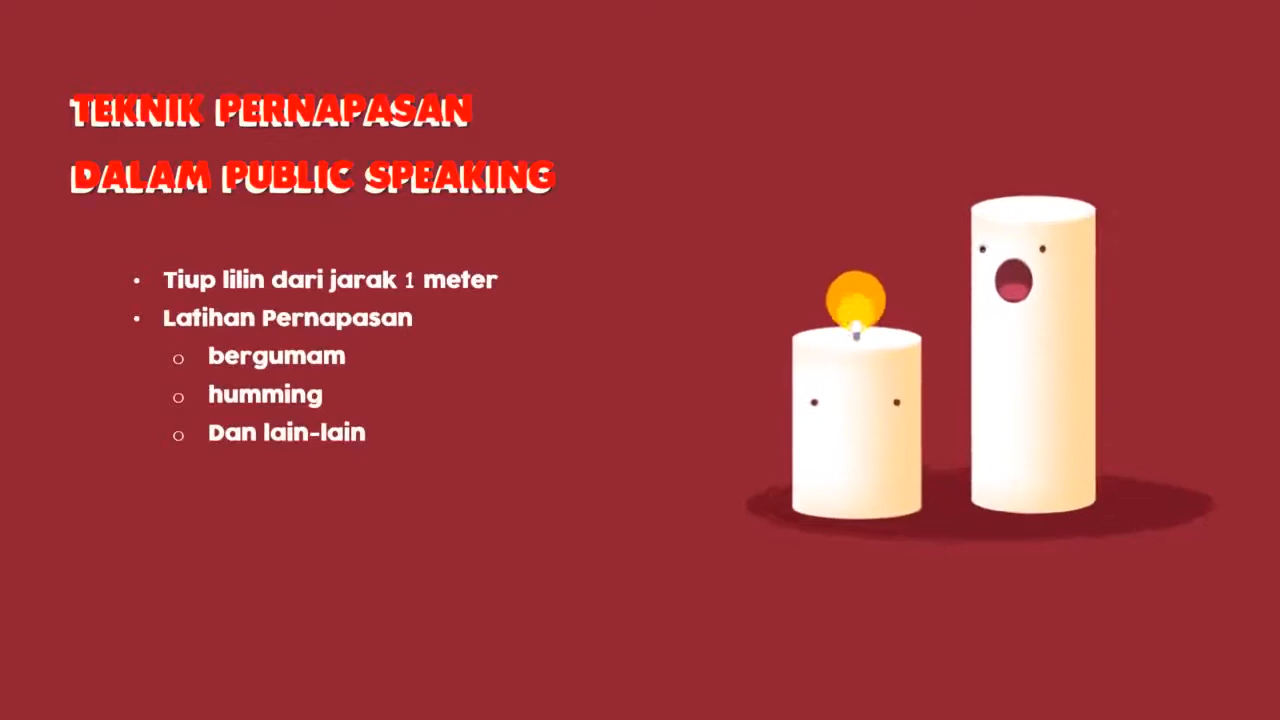 TEKNIK PERNAPASAN
DALAM PUBLIC SPEAKING
• Tiup lilin dari jarak 1 meter
• Latihan Pernapasan
o bergumam
o humming
o Dan lain-lain